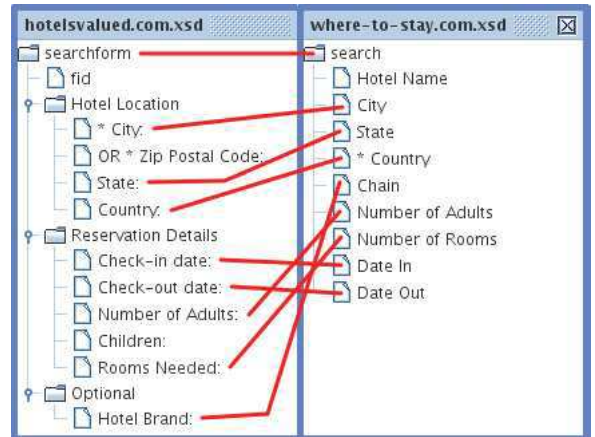 hotelsvalued.com.xsd
searchform
fid
Hotel Location
* City:
OR * Zip Postal Code:
State:
Country:
Reservation Details
Check-in date:
Check-out date:
Number of Adults:
Children:
Rooms Needed:
Optional
Hotel Brand:
where-to-stay.com.xsd
search
Hotel Name
City
State
* Country
Chain
Number of Adults
Number of Rooms
Date In
Date Out